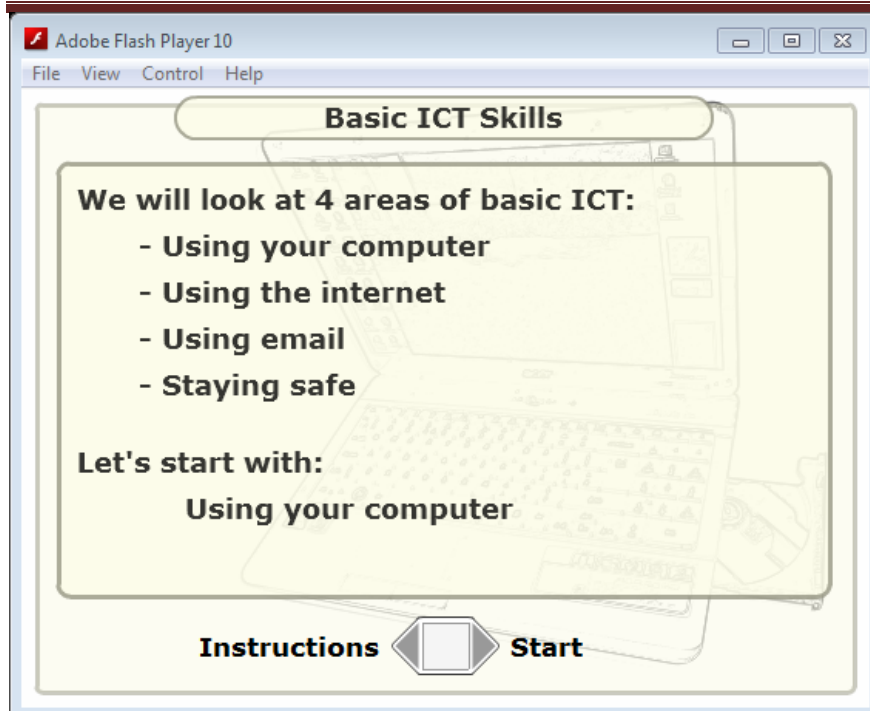 Adobe Flash Player 10
File View Control Help
Basic ICT Skills
We will look at 4 areas of basic ICT:
- Using your computer
- Using the internet
- Using email
- Staying safe
Let's start with:
Using your computer
Instructions Start